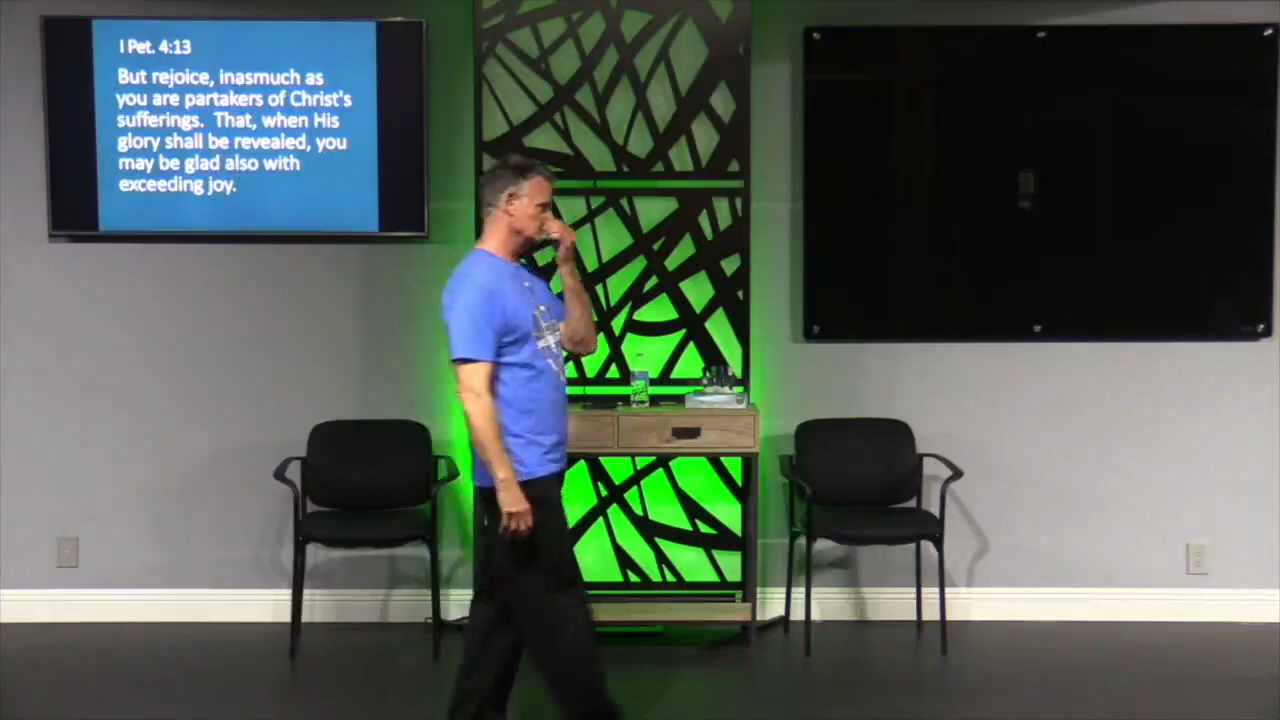 I Pet. 4:13
But rejoice, inasmuch as
you are partakers of Christ's
sufferings.  That, when His
glory shall be revealed, you
may be glad also with
exceeding joy.